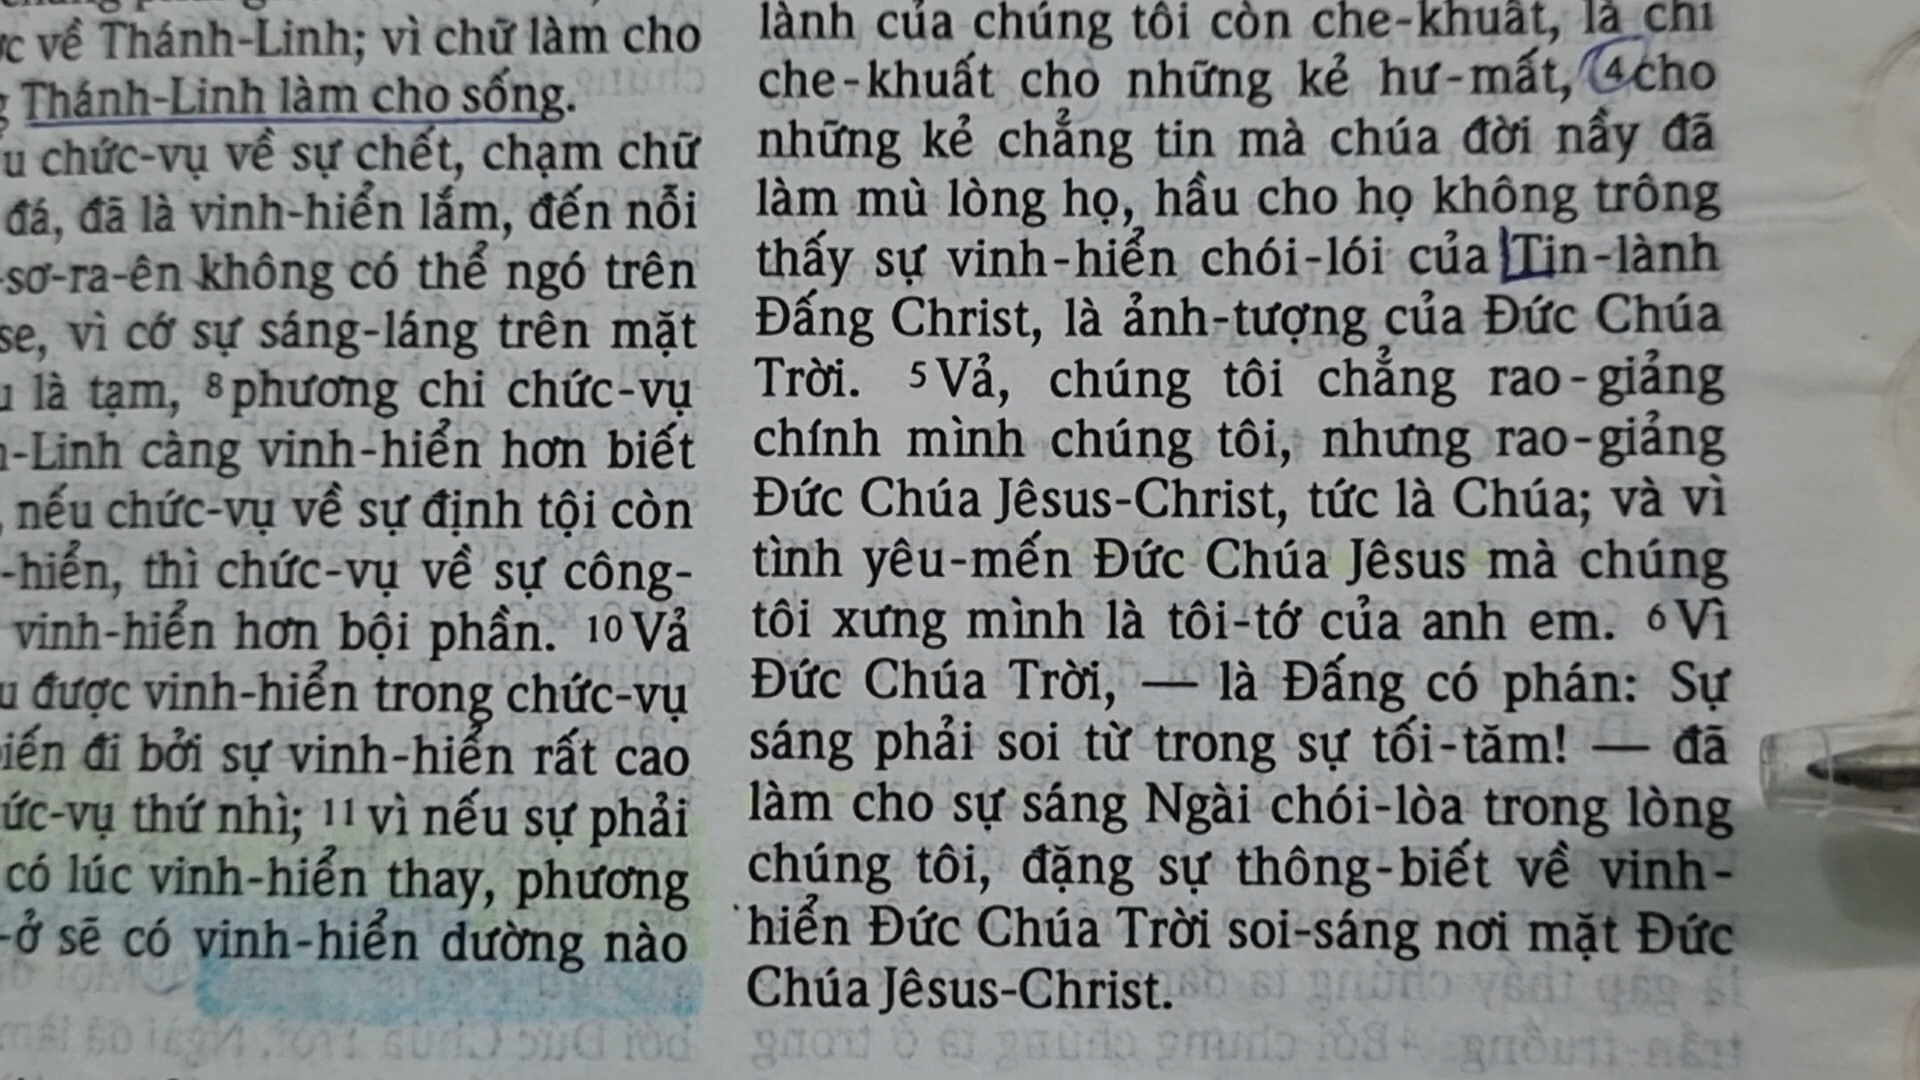 ực về Thánh-Linh; vì chữ làm cho
Thánh-Linh làm cho sống.
u chức-vụ về sự chết, chạm chữ
đá, đã là vinh-hiển lắm, đến nỗi
-sơ-ra-ên không có thể ngó trên
se, vì cớ sự sáng-láng trên mặt
là tạm, 8 phương chi chức-vụ
-Linh càng vinh-hiển hơn biết
, nếu chức-vụ về sự định tội còn
-hiển, thì chức-vụ về sự công-
vinh-hiển hơn bội phần. 10 Vả
u được vinh-hiển trong chức-vụ
iến đi bởi sự vinh-hiển rất cao
ức-vụ thứ nhì; 11 vì nếu sự phải
có lúc vinh-hiển thay, phương
-ở sẽ có vinh-hiển dường nào
lành của chúng tôi còn che-khuất, là chỉ
che-khuất cho những kẻ hư-mất, 4 cho
những kẻ chẳng tin mà chúa đời nầy đã
làm mù lòng họ, hầu cho họ không trông
thấy sự vinh-hiển chói-lói của Tin-lành
Đấng Christ, là ảnh-tượng của Đức Chúa
Trời. 5 Vả, chúng tôi chẳng rao-giảng
chính mình chúng tôi, nhưng rao-giảng
Đức Chúa Jêsus-Christ, tức là Chúa; và vì
tình yêu-mến Đức Chúa Jêsus mà chúng
tôi xưng mình là tôi-tớ của anh em. 6 Vì
Đức Chúa Trời, — là Đấng có phán: Sự
sáng phải soi từ trong sự tối-tăm! — đã
làm cho sự sáng Ngài chói-lòa trong lòng
chúng tôi, đặng sự thông-biết về vinh-
hiển Đức Chúa Trời soi-sáng nơi mặt Đức
Chúa Jêsus-Christ.